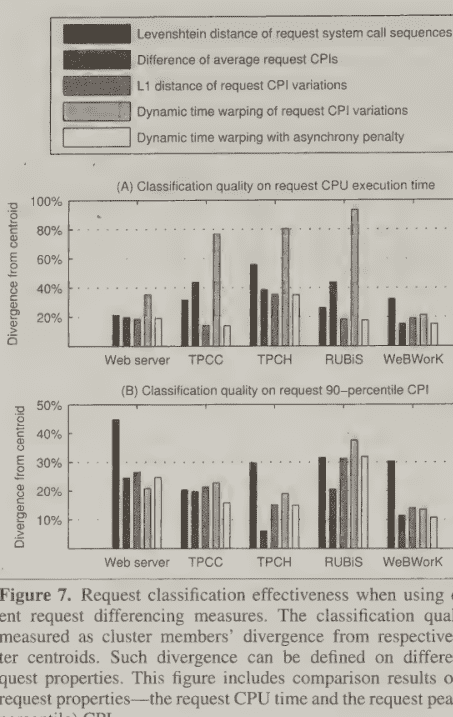 Levenshtein distance of request system call sequences
Difference of average request CPIs
L1 distance of request CPI variations
Dynamic time warping of request CPI variations
Dynamic time warping with asynchrony penalty
(A) Classification quality on request CPU execution time
Divergence from centroid
100%
80%
60%
40%
20%
Web server TPCC TPCH RUBiS WeBWorK
(B) Classification quality on request 90–percentile CPI
Divergence from centroid
50%
40%
30%
20%
10%
Web server TPCC TPCH RUBiS WeBWorK
Figure 7. Request classification effectiveness when using
ent request differencing measures. The classification qual
measured as cluster members' divergence from respective
ter centroids. Such divergence can be defined on differe
quest properties. This figure includes comparison results o
request properties—the request CPU time and the request pea
CPI